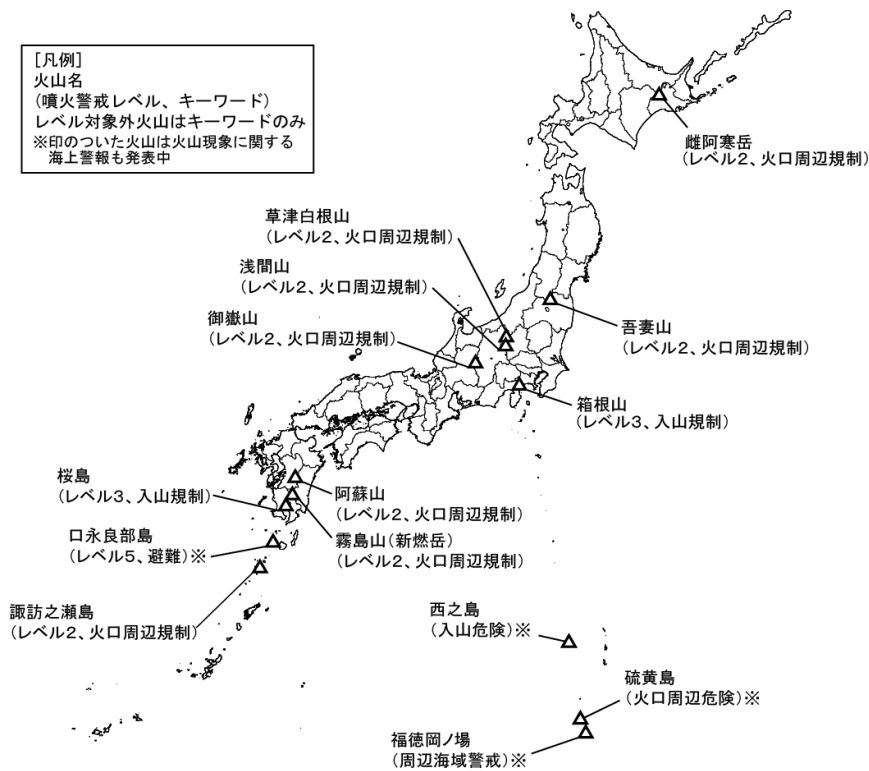 [凡例]
火山名
(噴火警戒レベル、キーワード)
レベル対象外火山はキーワードのみ
※印のついた火山は火山現象に関する
海上警報も発表中
雌阿寒岳
(レベル2、火口周辺規制)
草津白根山
(レベル2、火口周辺規制)
浅間山
(レベル2、火口周辺規制)
御嶽山
(レベル2、火口周辺規制)
吾妻山
(レベル2、火口周辺規制)
箱根山
(レベル3、入山規制)
桜島
(レベル3、入山規制)
阿蘇山
(レベル2、火口周辺規制)
口永良部島
(レベル5、避難)※
霧島山(新燃岳)
(レベル2、火口周辺規制)
諏訪之瀬島
(レベル2、火口周辺規制)
西之島
(入山危険)※
硫黄島
(火口周辺危険)※
福徳岡ノ場
(周辺海域警戒)※